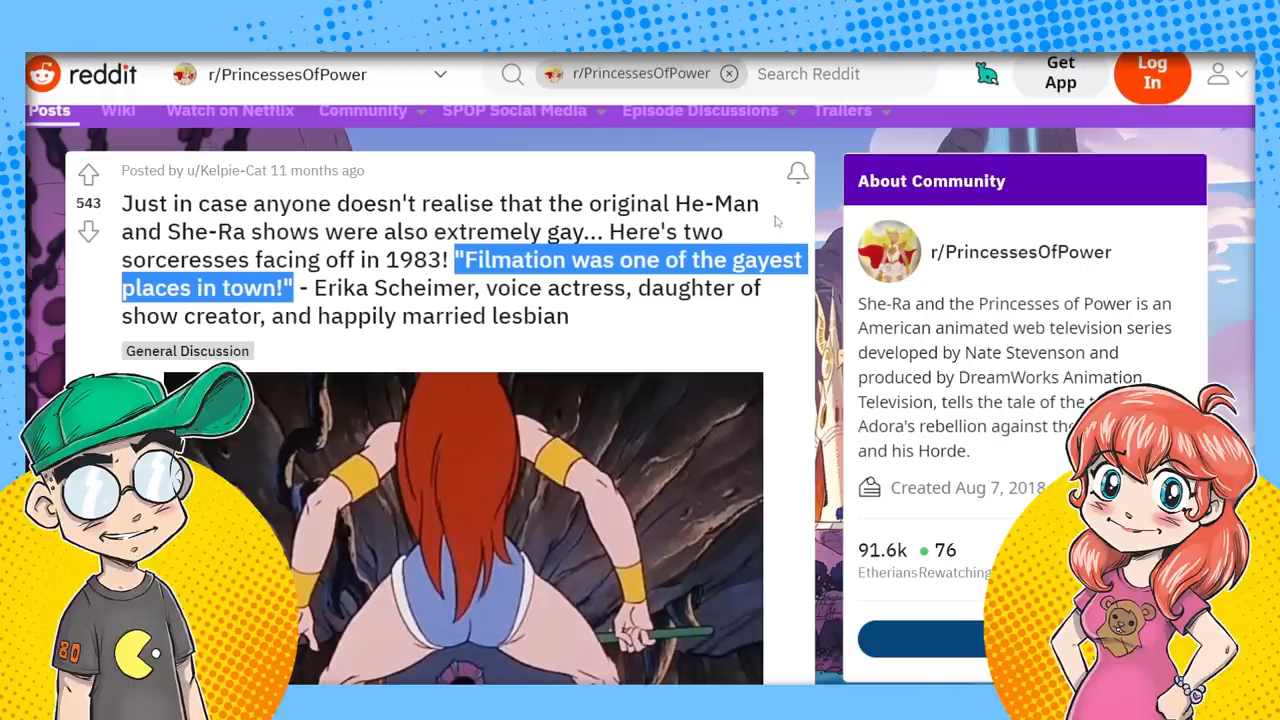 reddit
r/PrincessesOfPower
r/PrincessesOfPower
Search Reddit
Get App
Log In
Posts
Wiki
Watch on Netflix
Community
SPOP Social Media
Episode Discussions
Trailers
Posted by u/Kelpie-Cat 11 months ago
543
Just in case anyone doesn't realise that the original He-Man
and She-Ra shows were also extremely gay... Here's two
sorceresses facing off in 1983! "Filmation was one of the gayest
places in town!" - Erika Scheimer, voice actress, daughter of
show creator, and happily married lesbian
General Discussion
About Community
r/PrincessesOfPower
She-Ra and the Princesses of Power is an
American animated web television series
developed by Nate Stevenson and
produced by DreamWorks Animation
Television, tells the tale of the
Adora's rebellion against the
and his Horde.
Created Aug 7, 2018
91.6k
76
Etherians
Rewatching
80